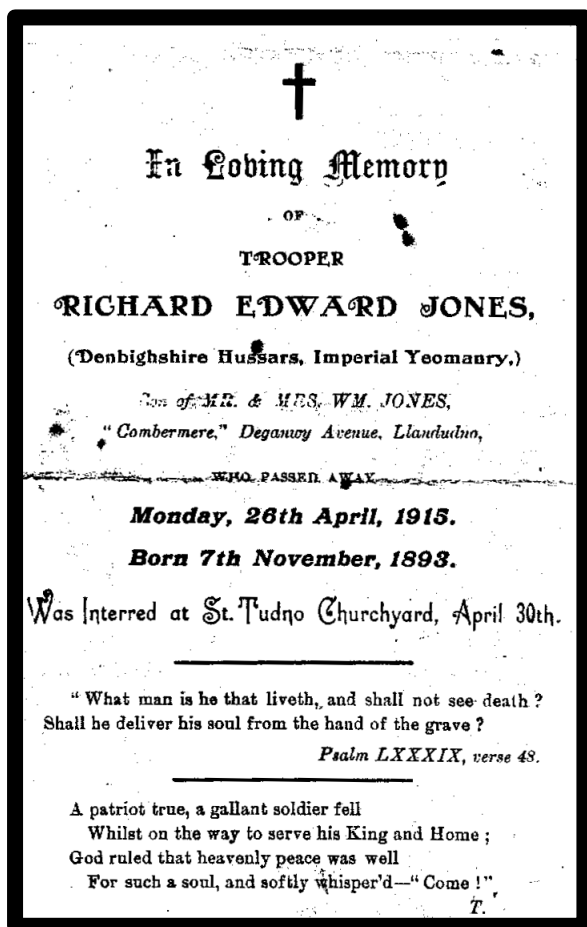 In Loving Memory
OF
TROOPER
RICHARD EDWARD JONES,
(Denbighshire Hussars, Imperial Yeomanry.)
Son of MR. & MRS. WM. JONES,
"Combermere," Deganwy Avenue, Llandudno,
WHO PASSED AWAY
Monday, 26th April, 1915.
Born 7th November, 1893.
Was Interred at St. Tudno Churchyard, April 30th.
"What man is he that liveth, and shall not see death?
Shall he deliver his soul from the hand of the grave?
Psalm LXXXIX, verse 48.
A patriot true, a gallant soldier fell
Whilst on the way to serve his King and Home;
God ruled that heavenly peace was well
For such a soul, and softly whisper'd—"Come!"
T.